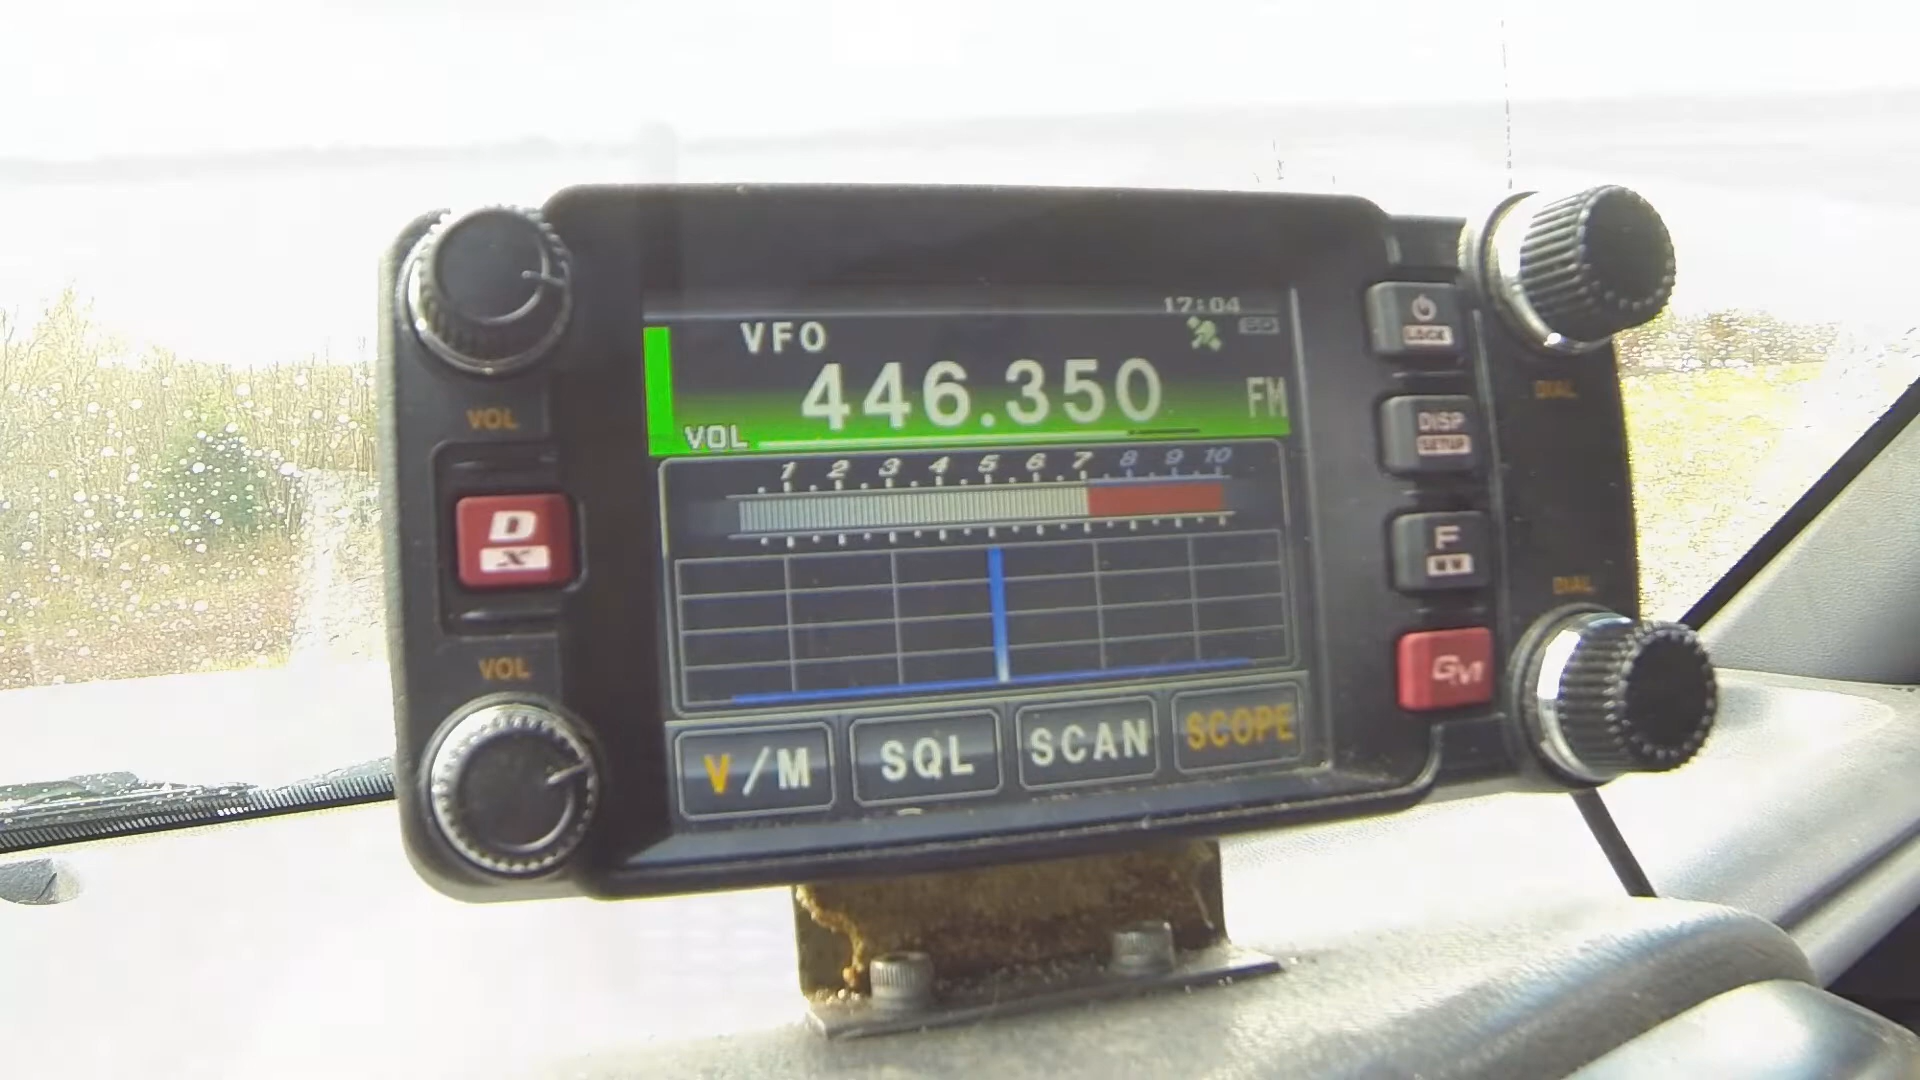 17:04
VFO
446.350 FM
VOL
1 2 3 4 5 6 7 8 9 10
V/M SQL SCAN SCOPE
VOL
D
X
VOL
LOCK
DISP
SETUP
F
GM
DIAL
DIAL